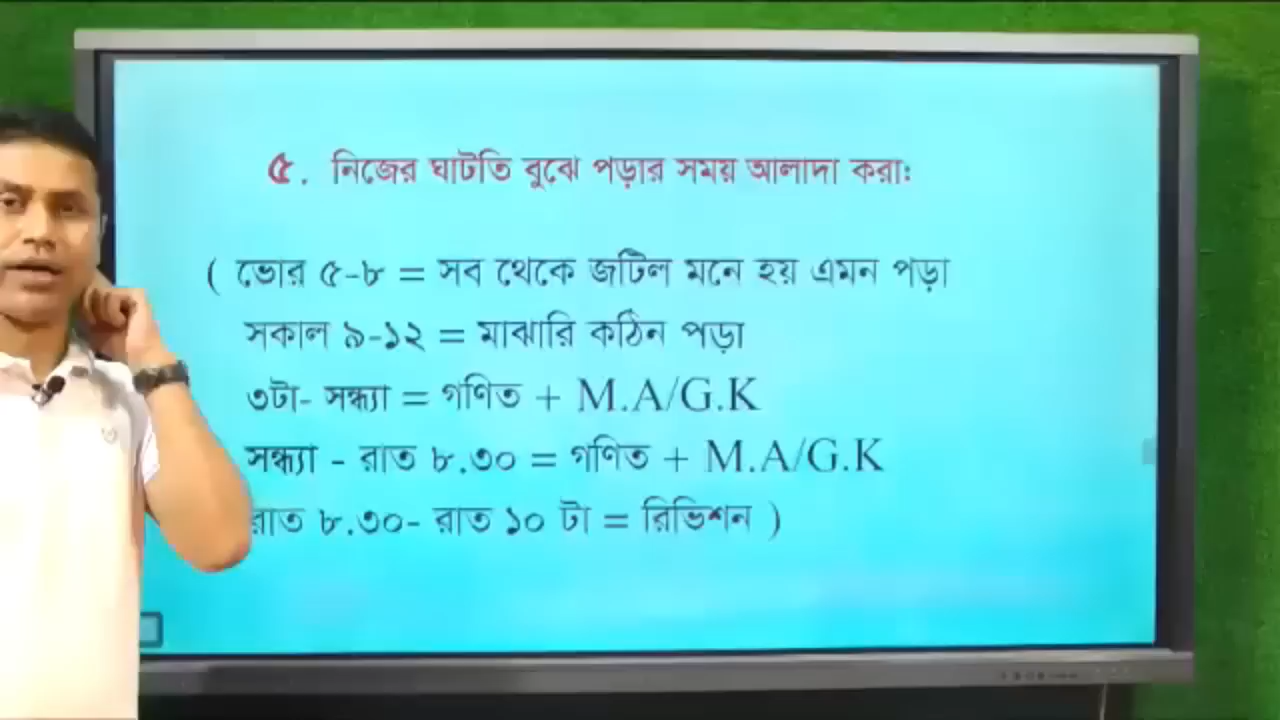 ৫. নিজের ঘাটতি বুঝে পড়ার সময় আলাদা করা:
( ভোর ৫-৮ = সব থেকে জটিল মনে হয় এমন পড়া
সকাল ৯-১২ = মাঝারি কঠিন পড়া
৩টা- সন্ধ্যা = গণিত + M.A/G.K
সন্ধ্যা - রাত ৮.৩০ = গণিত + M.A/G.K
রাত ৮.৩০- রাত ১০ টা = রিভিশন )